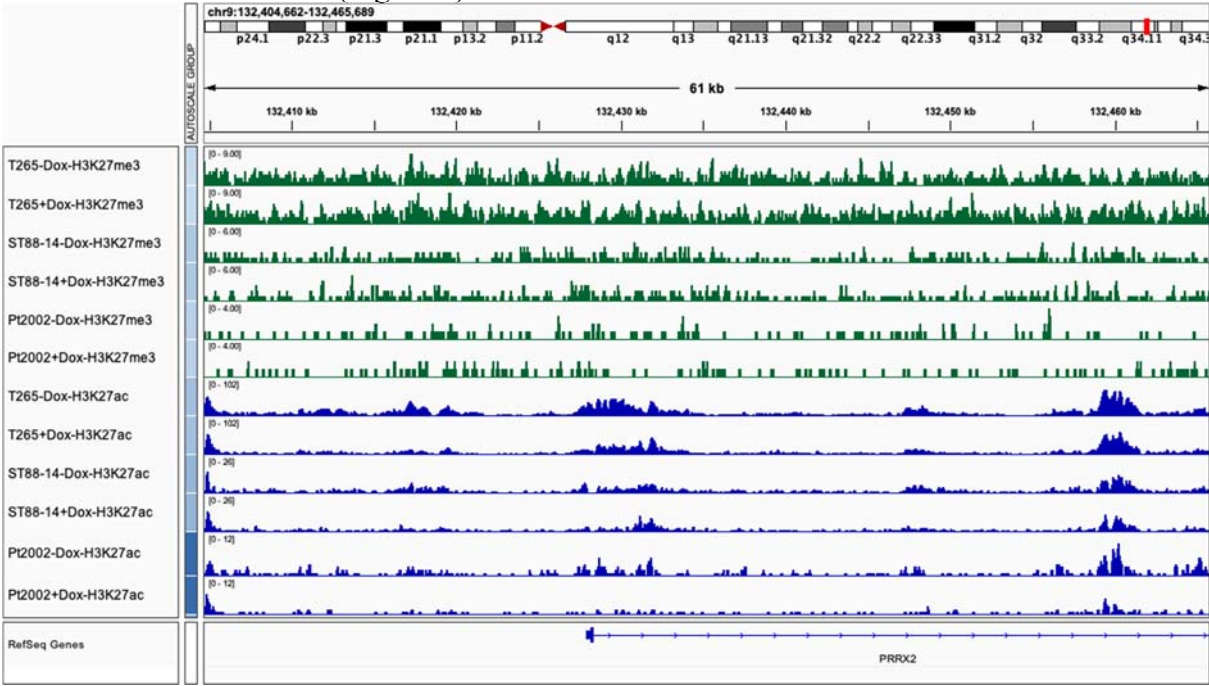 chr9:132,404,662-132,465,689
p24.1 p22.3 p21.3 p21.1 p13.2 p11.2 q12 q13 q21.13 q21.32 q22.2 q22.33 q31.2 q32 q33.2 q34.11 q34.3
AUTOSCALE GROUP
61 kb
132,410 kb 132,420 kb 132,430 kb 132,440 kb 132,450 kb 132,460 kb
T265-Dox-H3K27me3 [0 - 9.00]
T265+Dox-H3K27me3 [0 - 9.00]
ST88-14-Dox-H3K27me3 [0 - 6.00]
ST88-14+Dox-H3K27me3 [0 - 6.00]
Pt2002-Dox-H3K27me3 [0 - 4.00]
Pt2002+Dox-H3K27me3 [0 - 4.00]
T265-Dox-H3K27ac [0 - 102]
T265+Dox-H3K27ac [0 - 102]
ST88-14-Dox-H3K27ac [0 - 26]
ST88-14+Dox-H3K27ac [0 - 26]
Pt2002-Dox-H3K27ac [0 - 12]
Pt2002+Dox-H3K27ac [0 - 12]
RefSeq Genes
PRRX2